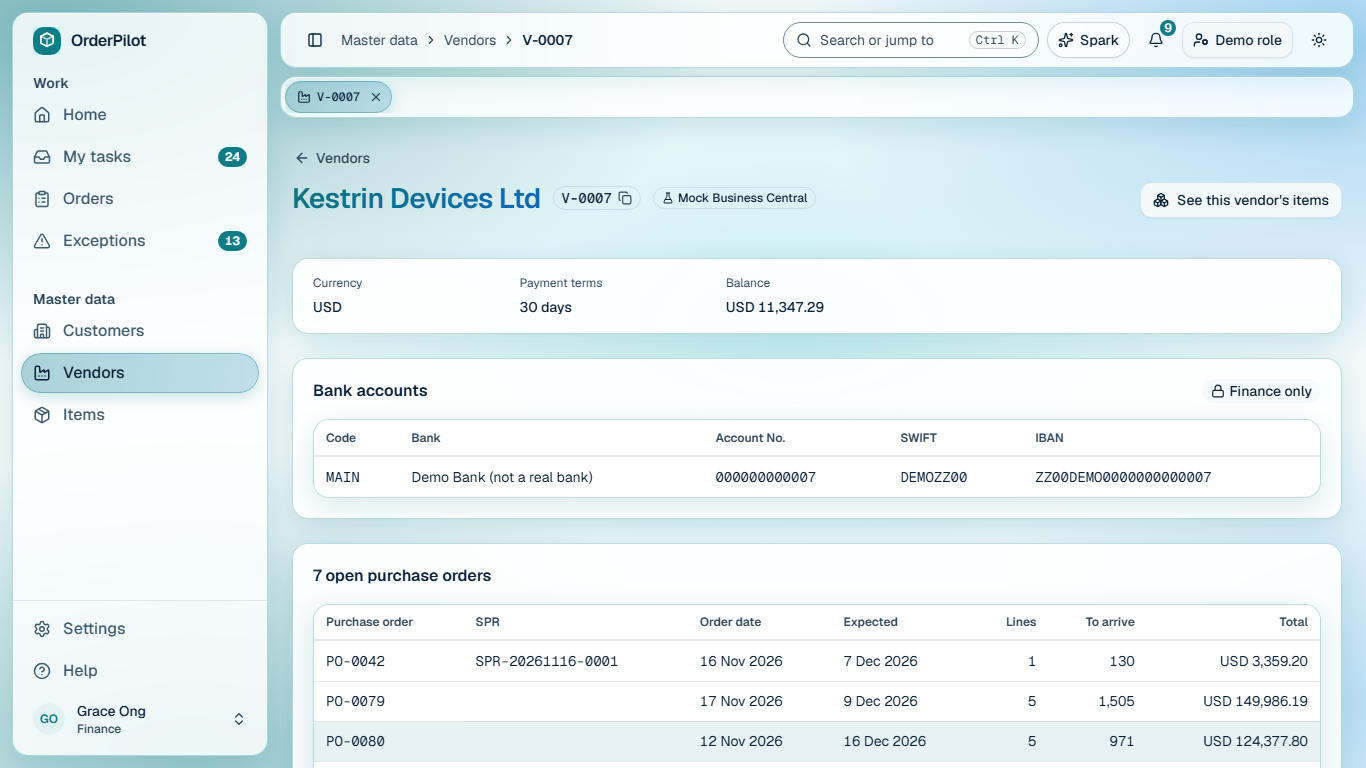 OrderPilot
Work
Home
My tasks 24
Orders
Exceptions 13
Master data
Customers
Vendors
Items
Settings
Help
GO Grace Ong
Finance
Master data > Vendors > V-0007
Search or jump to Ctrl K
Spark
9
Demo role
V-0007
Vendors
Kestrin Devices Ltd V-0007 Mock Business Central
See this vendor's items
Currency Payment terms Balance
USD 30 days USD 11,347.29
Bank accounts Finance only
Code Bank Account No. SWIFT IBAN
MAIN Demo Bank (not a real bank) 000000000007 DEMOZZ00 ZZ00DEMO0000000000007
7 open purchase orders
Purchase order SPR Order date Expected Lines To arrive Total
PO-0042 SPR-20261116-0001 16 Nov 2026 7 Dec 2026 1 130 USD 3,359.20
PO-0079 17 Nov 2026 9 Dec 2026 5 1,505 USD 149,986.19
PO-0080 12 Nov 2026 16 Dec 2026 5 971 USD 124,377.80